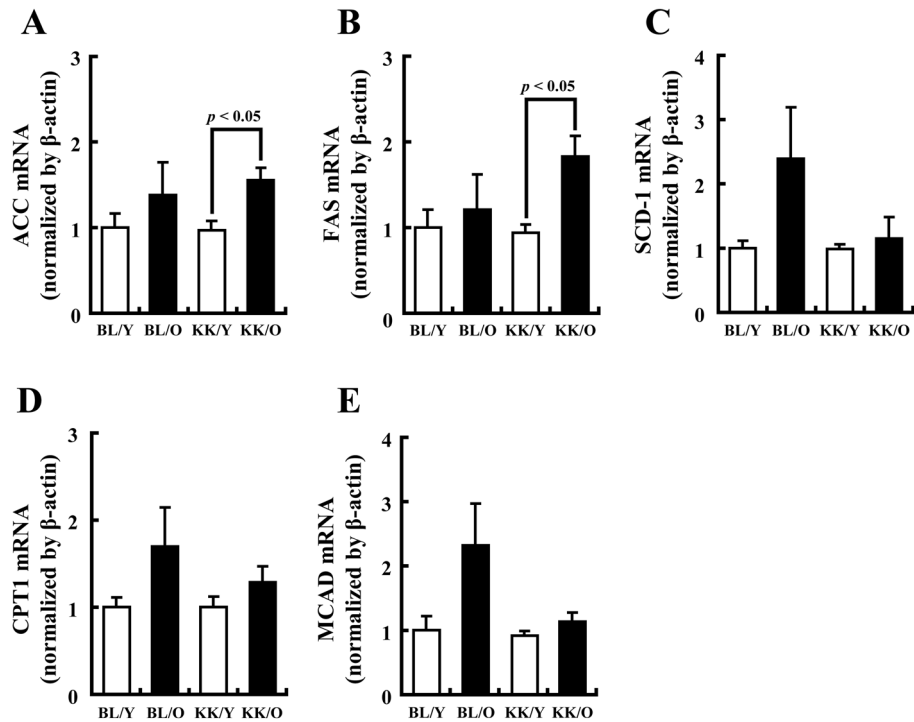 A
ACC mRNA
(normalized by β-actin)
3
2
1
0
p < 0.05
BL/Y BL/O KK/Y KK/O
B
FAS mRNA
(normalized by β-actin)
3
2
1
0
p < 0.05
BL/Y BL/O KK/Y KK/O
C
SCD-1 mRNA
(normalized by β-actin)
4
3
2
1
0
BL/Y BL/O KK/Y KK/O
D
CPT1 mRNA
(normalized by β-actin)
3
2
1
0
BL/Y BL/O KK/Y KK/O
E
MCAD mRNA
(normalized by β-actin)
4
3
2
1
0
BL/Y BL/O KK/Y KK/O